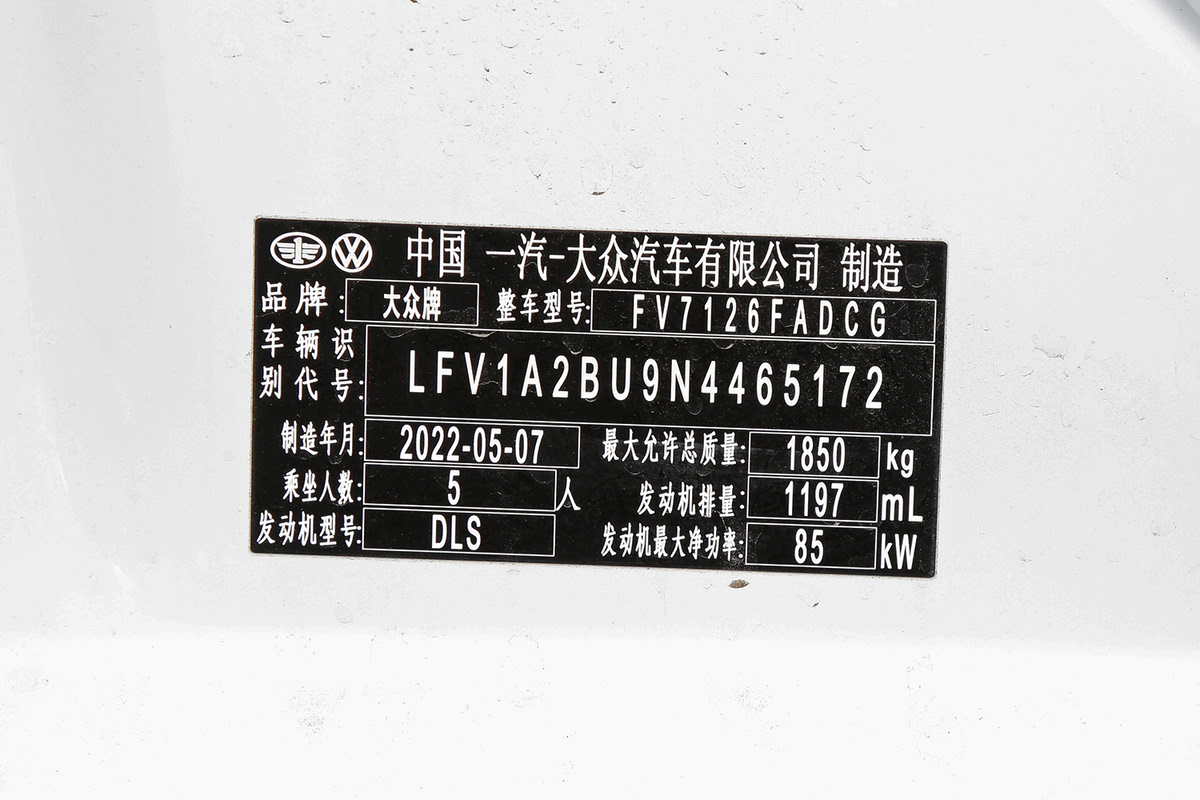 中国 一汽-大众汽车有限公司 制造
品牌: 大众牌 整车型号: FV7126FADCG
车辆识别代号: LFV1A2BU9N4465172
制造年月: 2022-05-07 最大允许总质量: 1850 kg
乘坐人数: 5 人 发动机排量: 1197 mL
发动机型号: DLS 发动机最大净功率: 85 kW